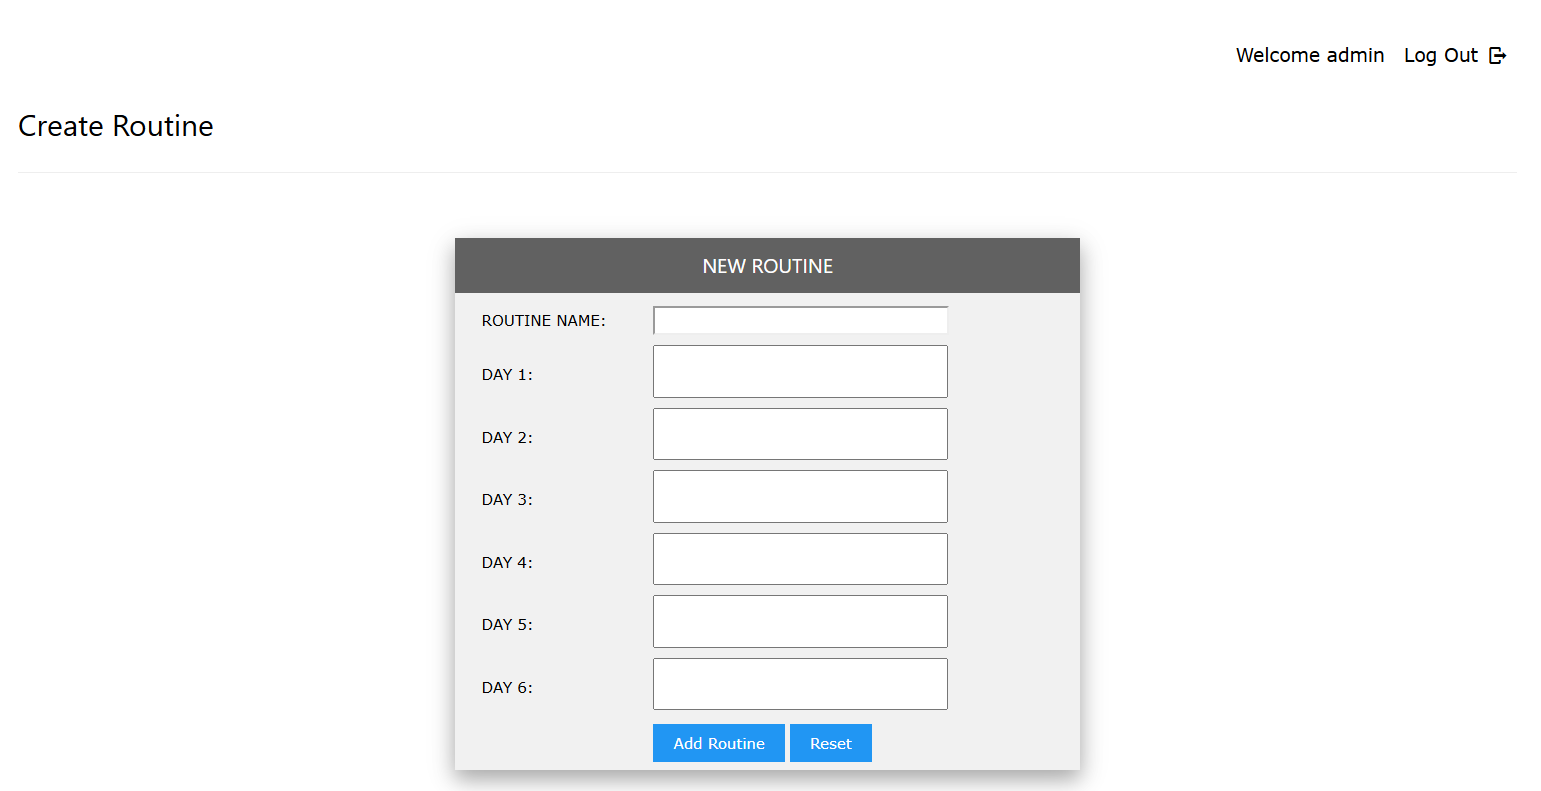 Welcome admin Log Out
Create Routine
NEW ROUTINE
ROUTINE NAME:
DAY 1:
DAY 2:
DAY 3:
DAY 4:
DAY 5:
DAY 6:
Add Routine Reset